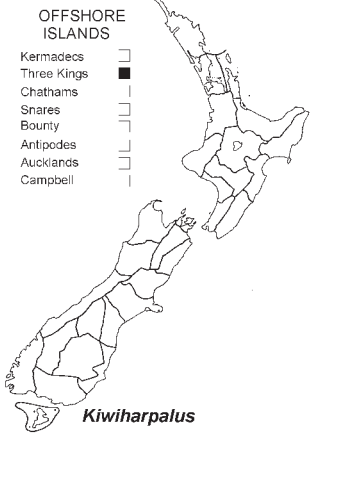 OFFSHORE
ISLANDS
Kermadecs
Three Kings
Chathams
Snares
Bounty
Antipodes
Aucklands
Campbell
Kiwiharpalus